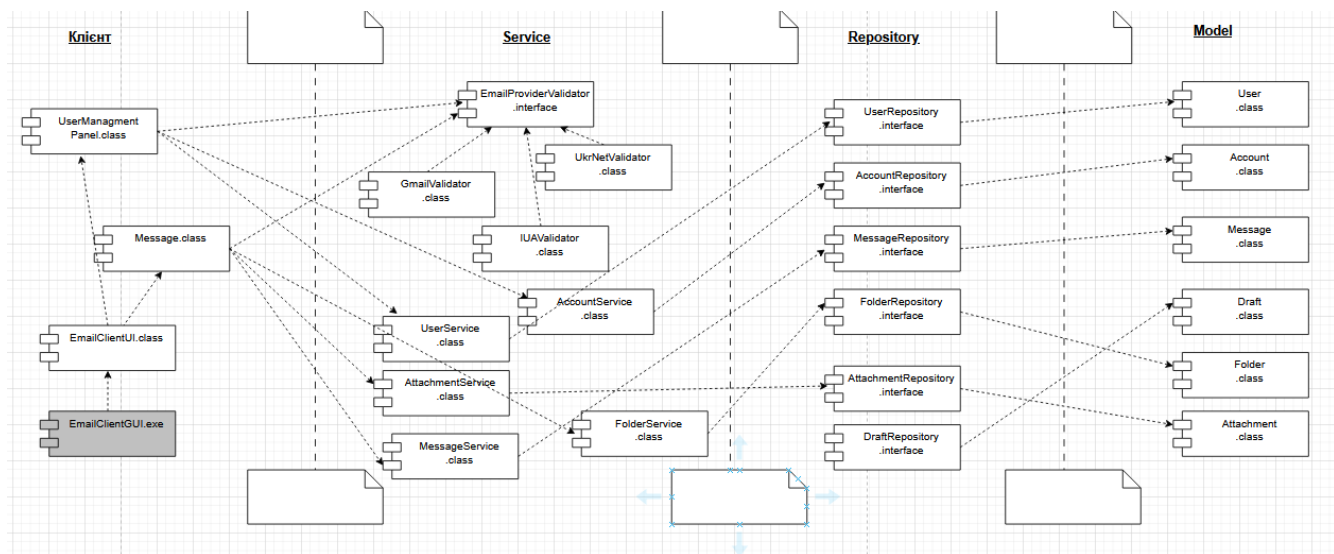 Клієнт
Service
Repository
Model
UserManagment
Panel.class
Message.class
EmailClientUI.class
EmailClientGUI.exe
EmailProviderValidator
.interface
UkrNetValidator
.class
GmailValidator
.class
IUAValidator
.class
AccountService
.class
UserService
.class
AttachmentService
.class
FolderService
.class
MessageService
.class
UserRepository
.interface
AccountRepository
.interface
MessageRepository
.interface
FolderRepository
.interface
AttachmentRepository
.interface
DraftRepository
.interface
User
.class
Account
.class
Message
.class
Draft
.class
Folder
.class
Attachment
.class